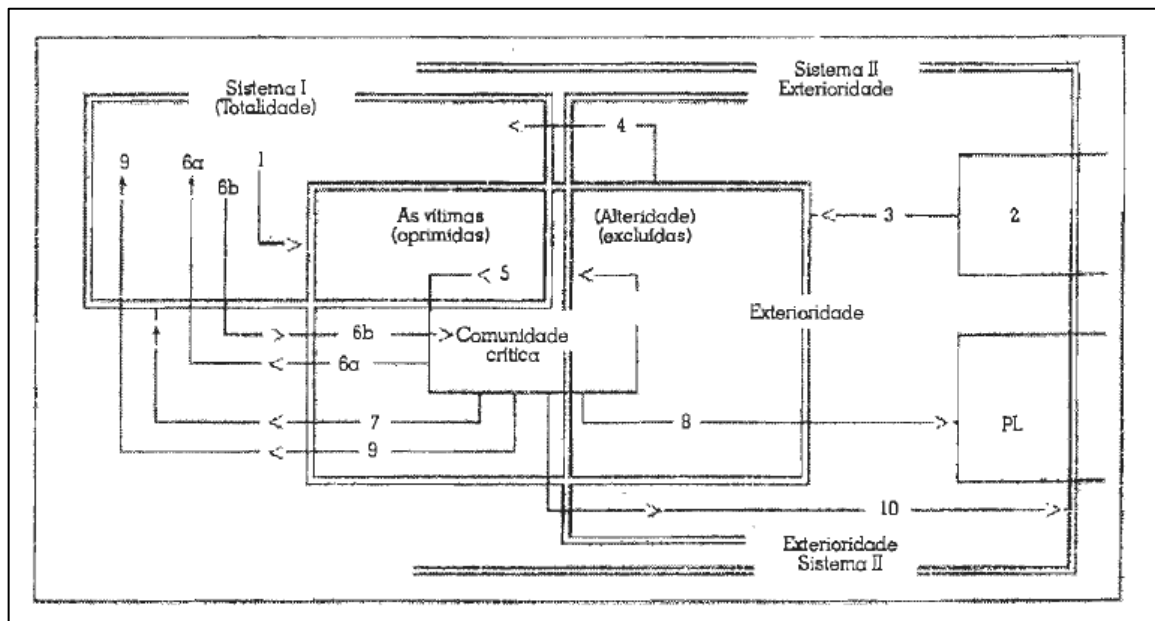 Sistema I
(Totalidade)
Sistema II
Exterioridade
4
9
6a
1
6b
As vítimas
(oprimidas)
(Alteridade)
(excluídas)
3
2
5
Exterioridade
6b
Comunidade
crítica
6a
7
8
PL
9
10
Exterioridade
Sistema II